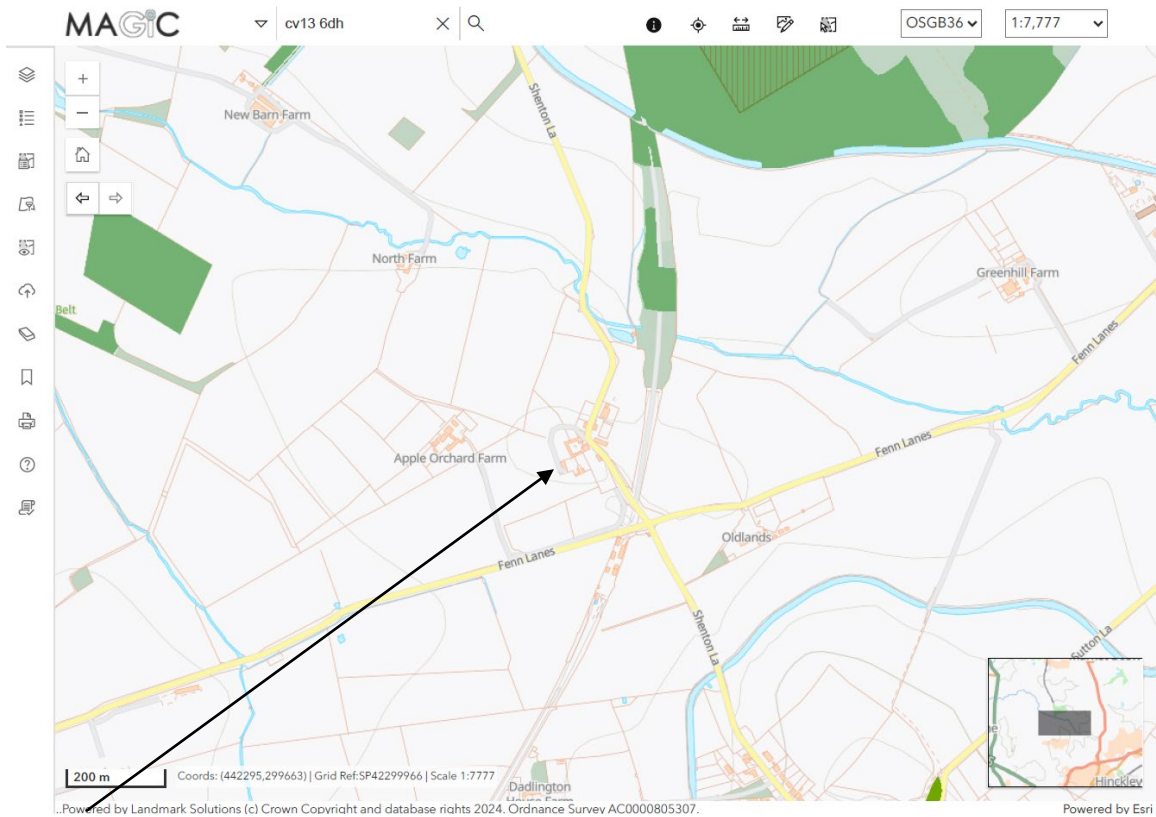 MAGiC
cv13 6dh
OSGB36
1:7,777
New Barn Farm
Shenton La
North Farm
Greenhill Farm
Belt
Fenn Lanes
Apple Orchard Farm
Fenn Lanes
Oldlands
Fenn Lanes
Shenton La
Sutton La
200 m
Coords: (442295,299663) | Grid Ref:SP42299966 | Scale 1:7777
Dadlington
House Farm
Hinckley
..Powered by Landmark Solutions (c) Crown Copyright and database rights 2024. Ordnance Survey AC0000805307.
Powered by Esri